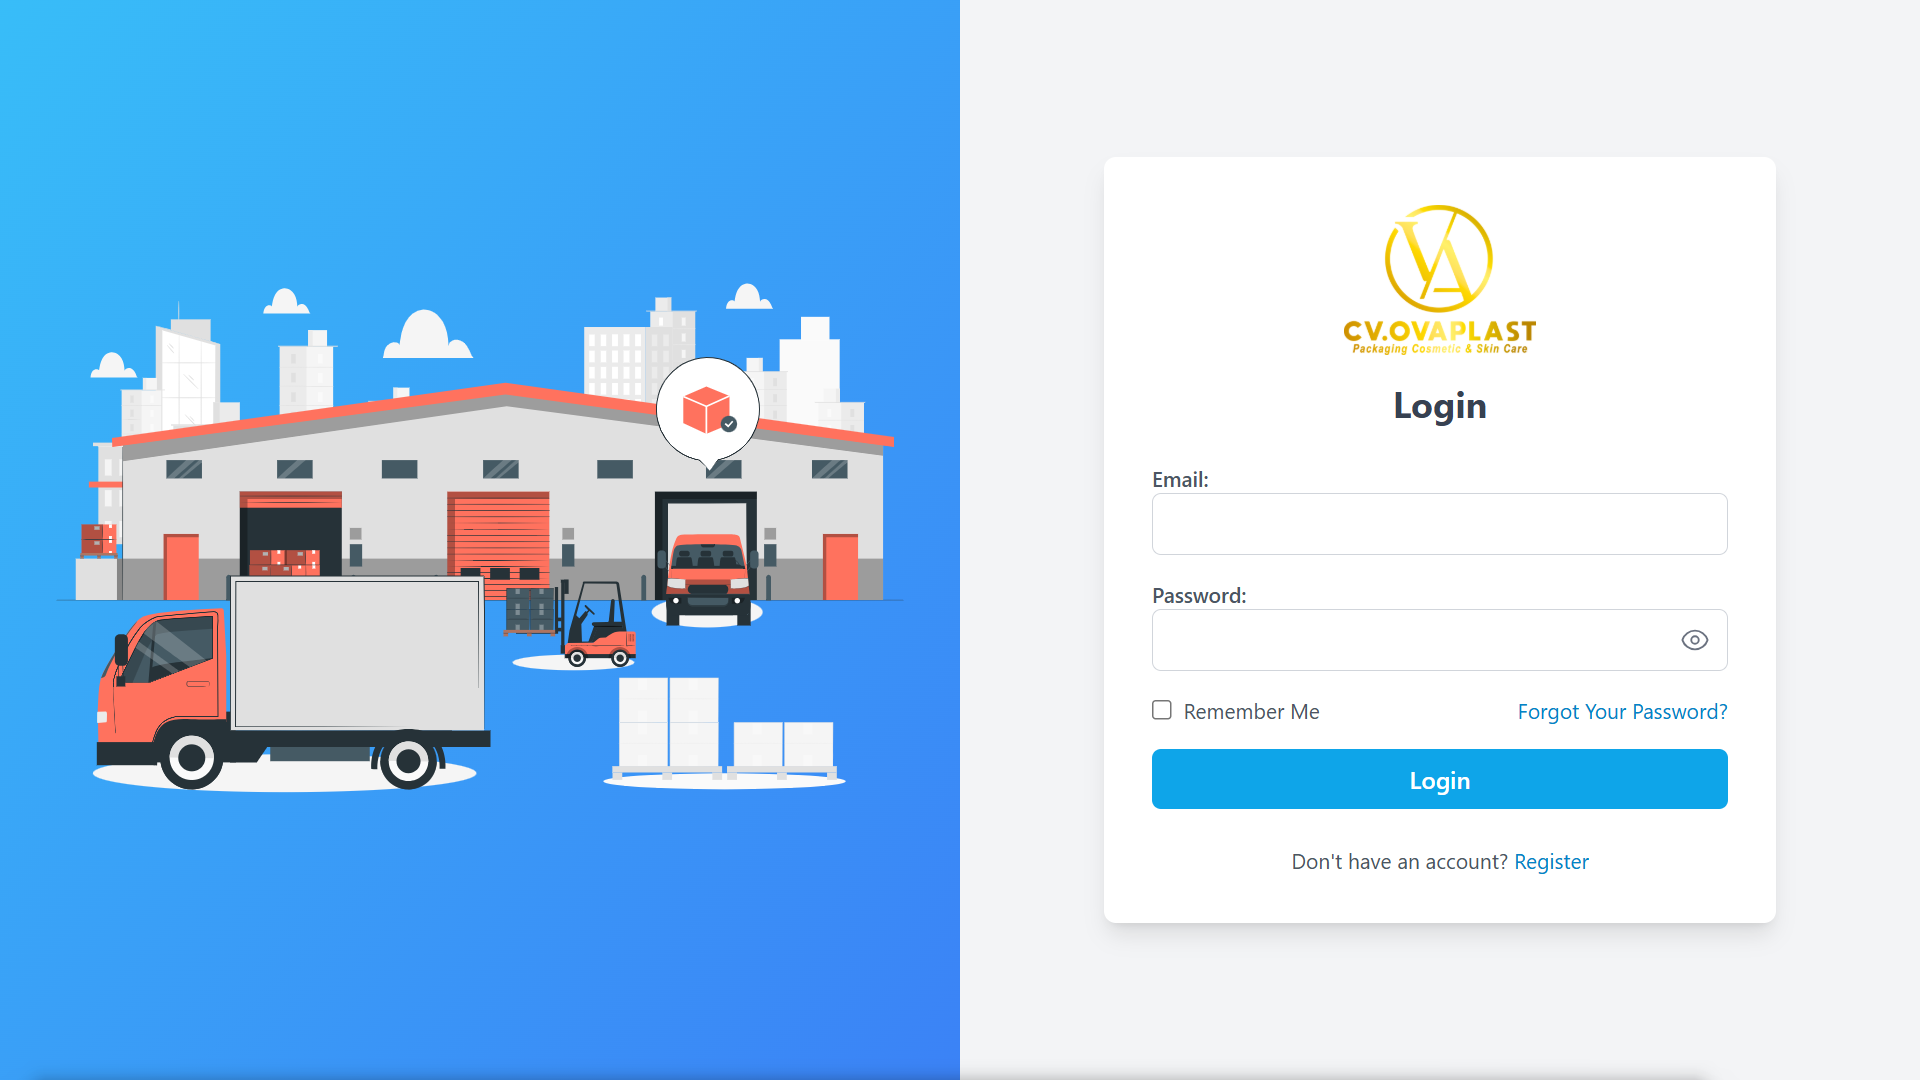 VA
CV.OVAPLAST
Packaging Cosmetic & Skin Care
Login
Email:
Password:
Remember Me
Forgot Your Password?
Login
Don't have an account? Register